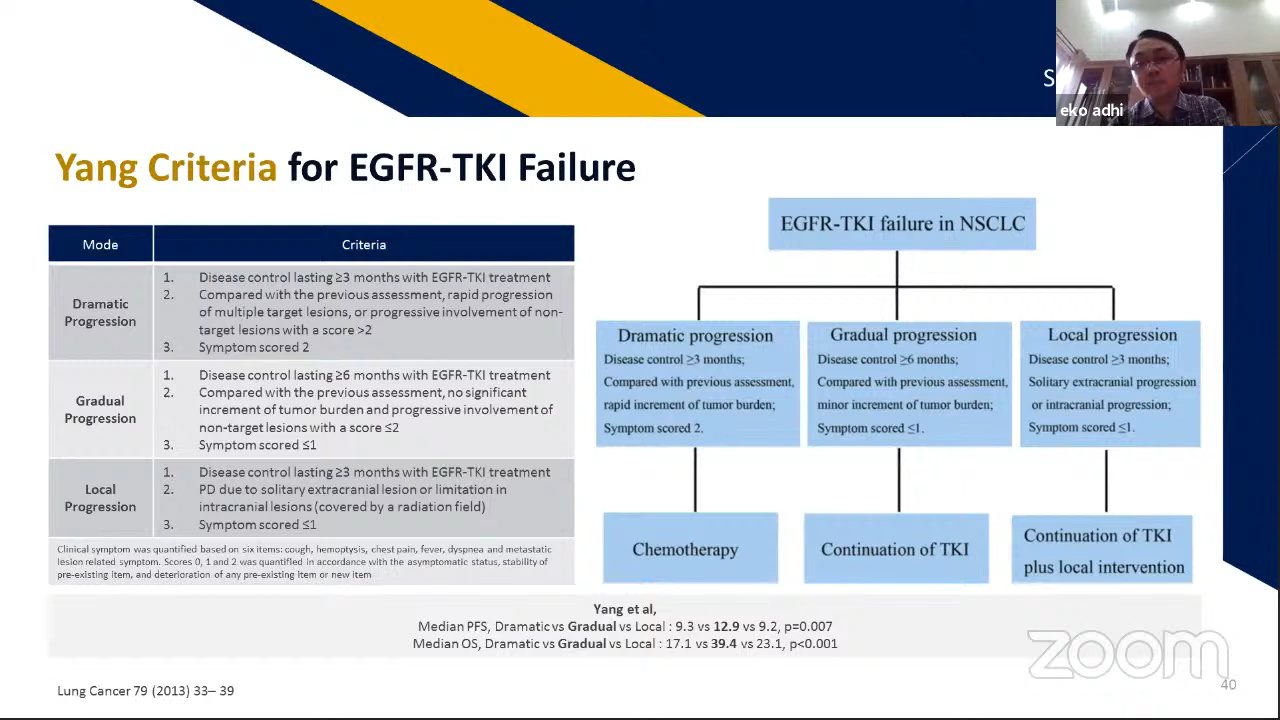 S
eko adhi
Yang Criteria for EGFR-TKI Failure
Mode
Criteria
Dramatic
Progression
1. Disease control lasting ≥3 months with EGFR-TKI treatment
2. Compared with the previous assessment, rapid progression
of multiple target lesions, or progressive involvement of non-
target lesions with a score >2
3. Symptom scored 2
Gradual
Progression
1. Disease control lasting ≥6 months with EGFR-TKI treatment
2. Compared with the previous assessment, no significant
increment of tumor burden and progressive involvement of
non-target lesions with a score ≤2
3. Symptom scored ≤1
Local
Progression
1. Disease control lasting ≥3 months with EGFR-TKI treatment
2. PD due to solitary extracranial lesion or limitation in
intracranial lesions (covered by a radiation field)
3. Symptom scored ≤1
Clinical symptom was quantified based on six items: cough, hemoptysis, chest pain, fever, dyspnea and metastatic
lesion related symptom. Scores 0, 1 and 2 was quantified in accordance with the asymptomatic status, stability of
pre-existing item, and deterioration of any pre-existing item or new item
EGFR-TKI failure in NSCLC
Dramatic progression
Disease control ≥3 months;
Compared with previous assessment,
rapid increment of tumor burden;
Symptom scored 2.
Gradual progression
Disease control ≥6 months;
Compared with previous assessment,
minor increment of tumor burden;
Symptom scored ≤1.
Local progression
Disease control ≥3 months;
Solitary extracranial progression
or intracranial progression;
Symptom scored ≤1.
Chemotherapy
Continuation of TKI
Continuation of TKI
plus local intervention
Yang et al,
Median PFS, Dramatic vs Gradual vs Local : 9.3 vs 12.9 vs 9.2, p=0.007
Median OS, Dramatic vs Gradual vs Local : 17.1 vs 39.4 vs 23.1, p<0.001
zoom
40
Lung Cancer 79 (2013) 33– 39